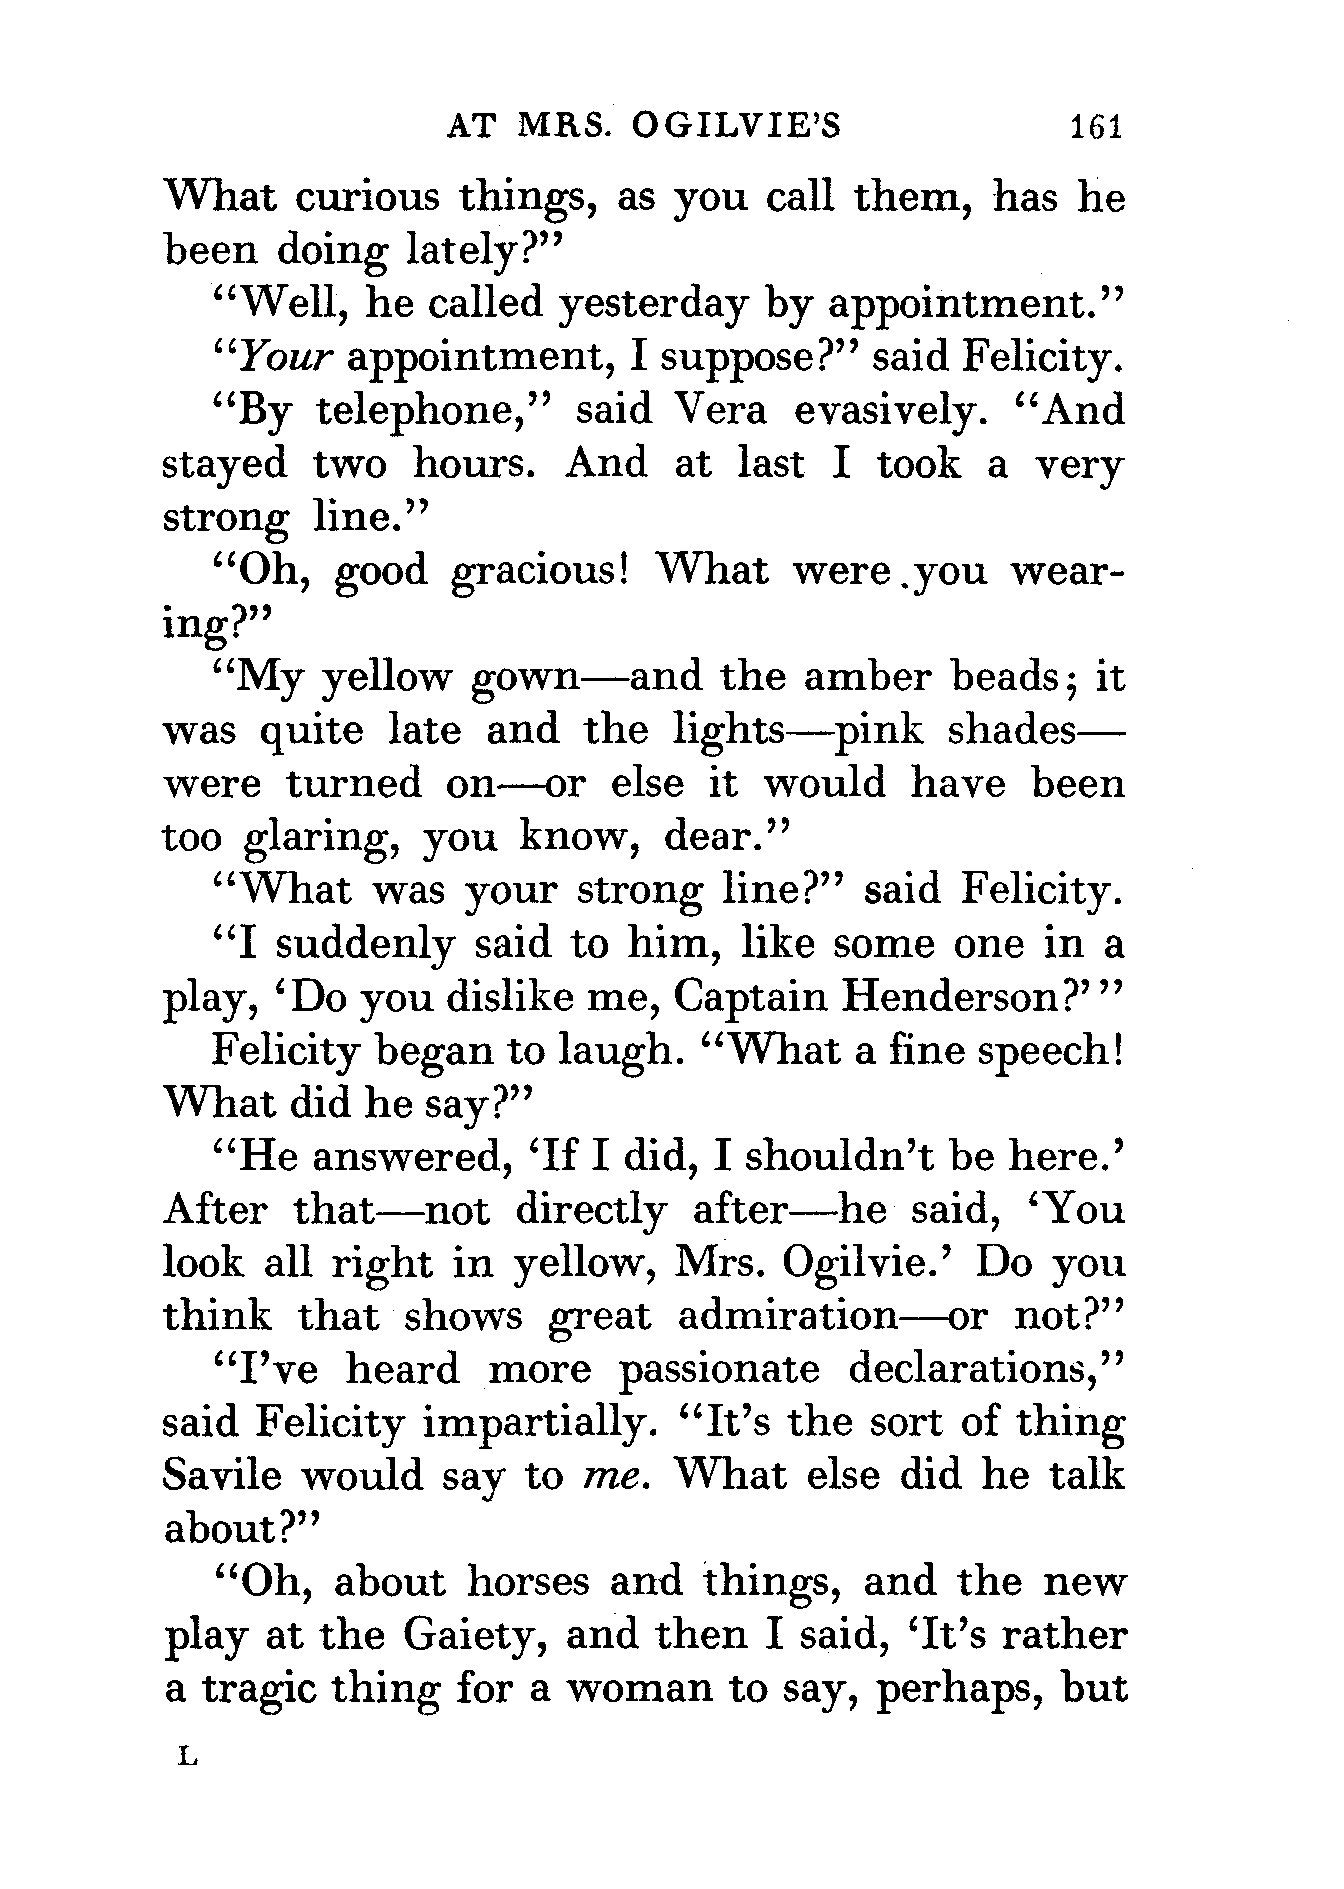 AT MRS. OGILVIE'S 161
What curious things, as you call them, has he
been doing lately?"
"Well, he called yesterday by appointment."
"Your appointment, I suppose?" said Felicity.
"By telephone," said Vera evasively. "And
stayed two hours. And at last I took a very
strong line."
"Oh, good gracious! What were you wear-
ing?"
"My yellow gown—and the amber beads; it
was quite late and the lights—pink shades—
were turned on—or else it would have been
too glaring, you know, dear."
"What was your strong line?" said Felicity.
"I suddenly said to him, like some one in a
play, 'Do you dislike me, Captain Henderson?'"
Felicity began to laugh. "What a fine speech!
What did he say?"
"He answered, 'If I did, I shouldn't be here.'
After that—not directly after—he said, 'You
look all right in yellow, Mrs. Ogilvie.' Do you
think that shows great admiration—or not?"
"I've heard more passionate declarations,"
said Felicity impartially. "It's the sort of thing
Savile would say to me. What else did he talk
about?"
"Oh, about horses and things, and the new
play at the Gaiety, and then I said, 'It's rather
a tragic thing for a woman to say, perhaps, but
L